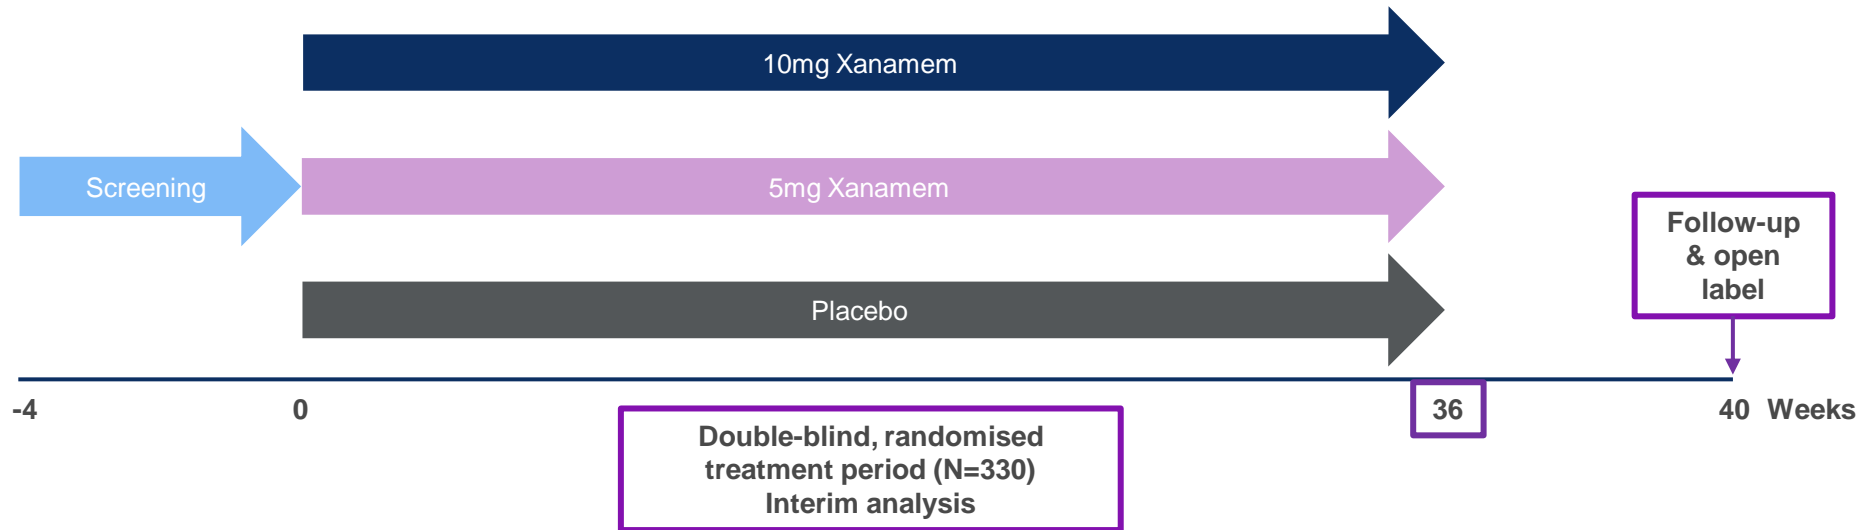 10mg Xanamem
Screening
5mg Xanamem
Placebo
Follow-up
& open
label
-4
0
36
40 Weeks
Double-blind, randomised
treatment period (N=330)
Interim analysis